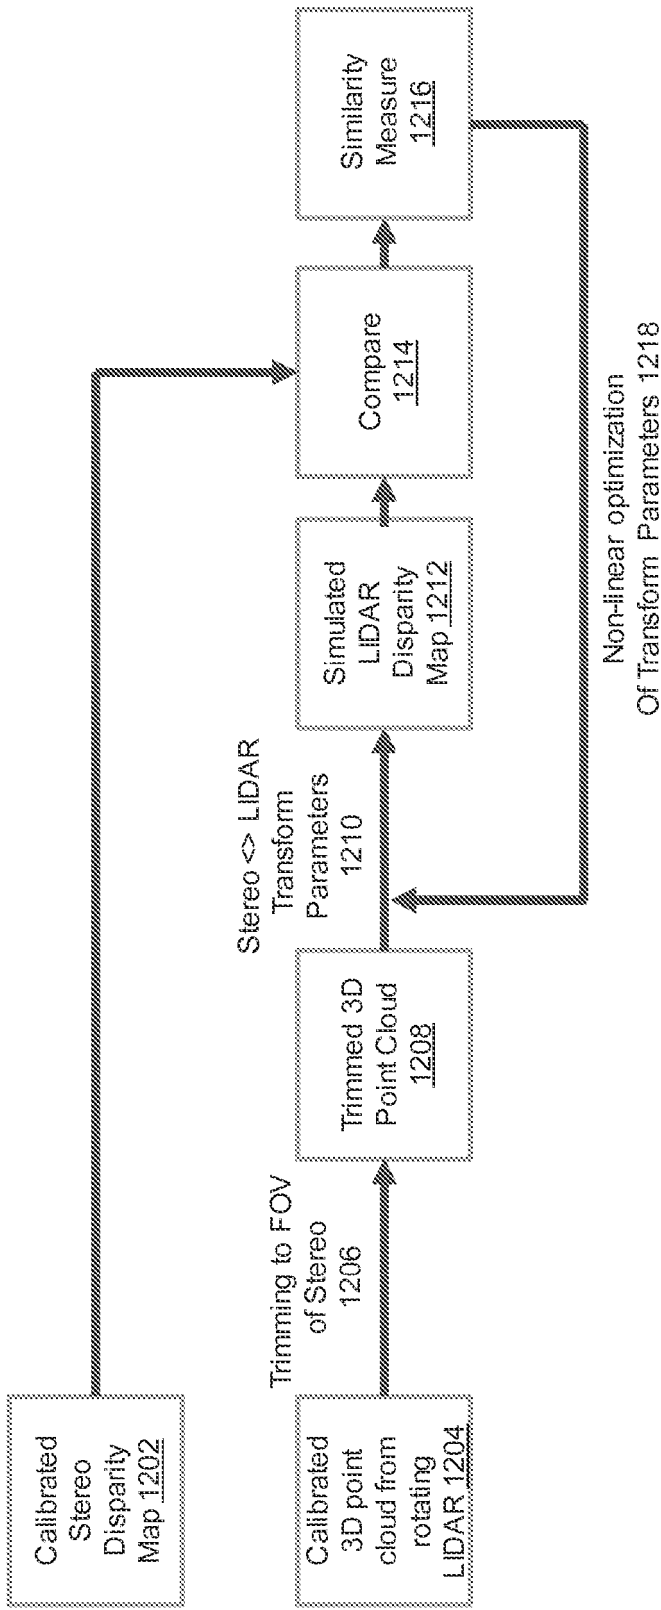 Calibrated
Stereo
Disparity
Map 1202
Calibrated
3D point
cloud from
rotating
LIDAR 1204
Trimming to FOV
of Stereo
1206
Trimmed 3D
Point Cloud
1208
Stereo <> LIDAR
Transform
Parameters
1210
Simulated
LIDAR
Disparity
Map 1212
Compare
1214
Similarity
Measure
1216
Non-linear optimization
Of Transform Parameters 1218